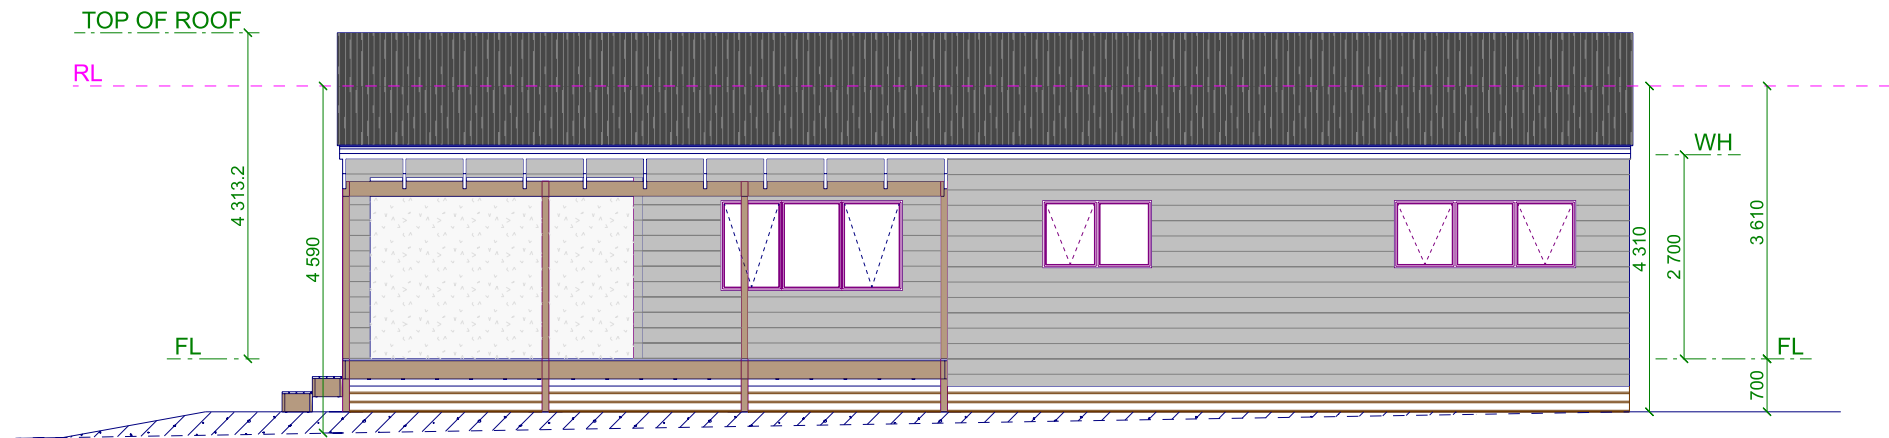 TOP OF ROOF
RL
WH
4 313.2
4 590
4 310
2 700
3 610
FL
FL
700